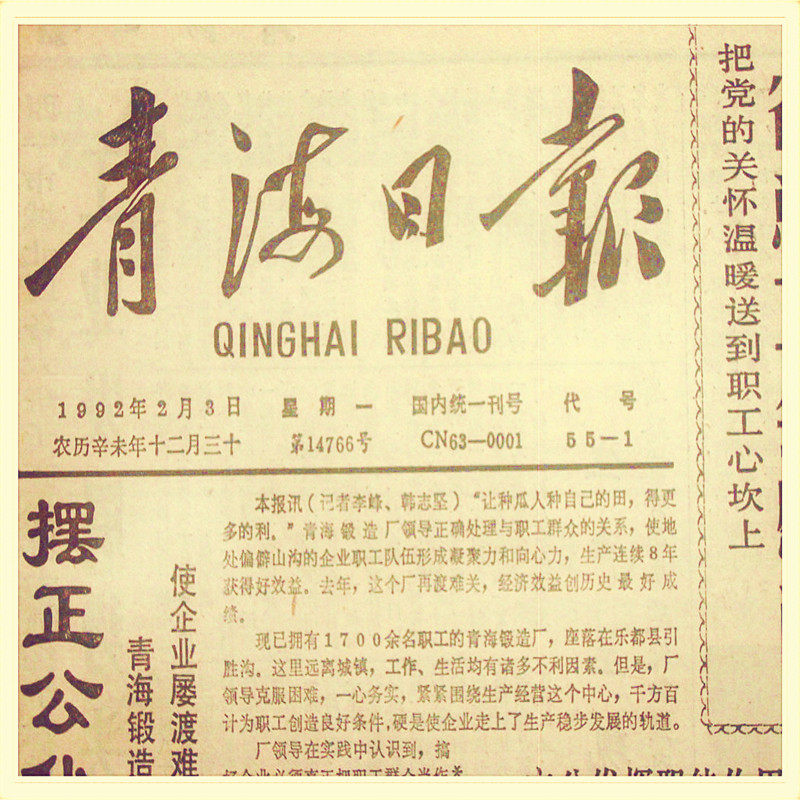 青海日报
QINGHAI RIBAO
1992年2月3日 星期一 国内统一刊号 代号
农历辛未年十二月三十 第14766号 CN63—0001 55—1
把党的关怀温暖送到职工心坎上
摆正公
使企业屡渡难
青海锻造
本报讯（记者李峰、韩志坚）“让种瓜人种自己的田，得更
多的利。”青海锻造厂领导正确处理与职工群众的关系，使地
处偏僻山沟的企业职工队伍形成凝聚力和向心力，生产连续8年
获得好效益。去年，这个厂再渡难关，经济效益创历史最好成
绩。
现已拥有1700余名职工的青海锻造厂，座落在乐都县引
胜沟。这里远离城镇，工作、生活均有诸多不利因素。但是，厂
领导克服困难，一心务实，紧紧围绕生产经营这个中心，千方百
计为职工创造良好条件，硬是使企业走上了生产稳步发展的轨道。
厂领导在实践中认识到，搞